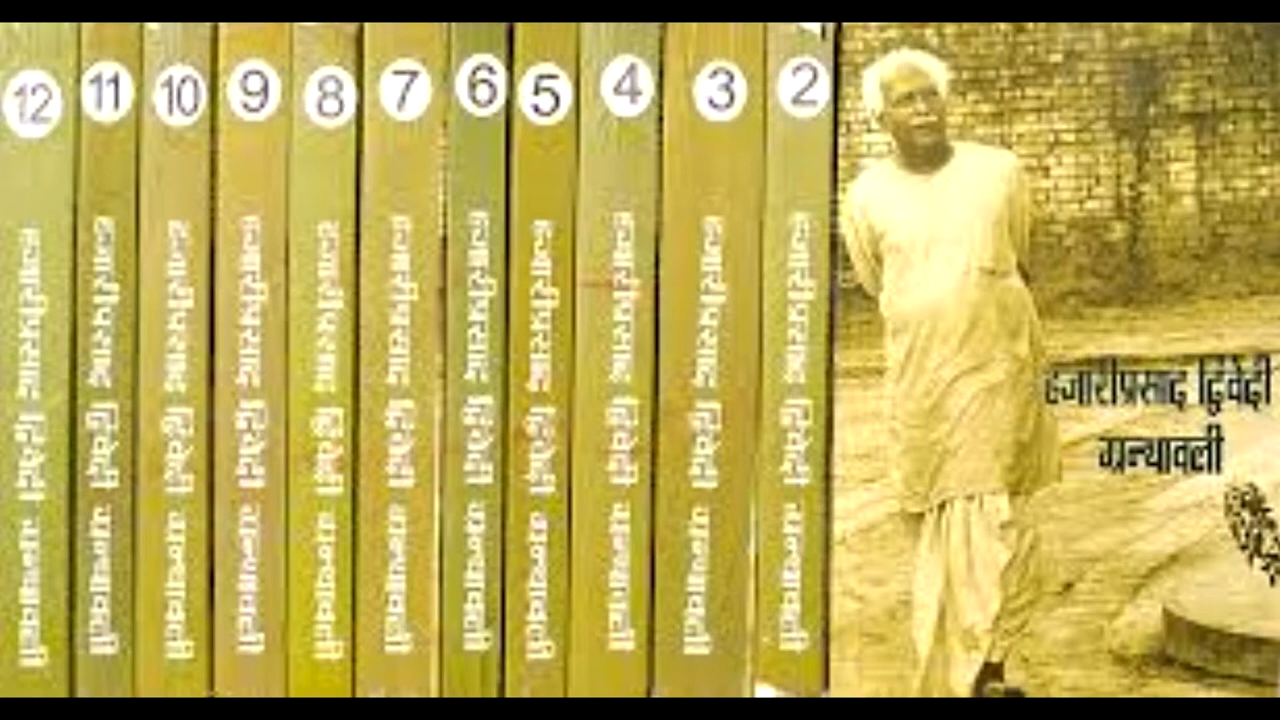 12
11
10
9
8
7
6
5
4
3
2
हजारीप्रसाद द्विवेदी ग्रन्थावली
हजारीप्रसाद द्विवेदी ग्रन्थावली
हजारीप्रसाद द्विवेदी ग्रन्थावली
हजारीप्रसाद द्विवेदी ग्रन्थावली
हजारीप्रसाद द्विवेदी ग्रन्थावली
हजारीप्रसाद द्विवेदी ग्रन्थावली
हजारीप्रसाद द्विवेदी ग्रन्थावली
हजारीप्रसाद द्विवेदी ग्रन्थावली
हजारीप्रसाद द्विवेदी ग्रन्थावली
हजारीप्रसाद द्विवेदी ग्रन्थावली
हजारीप्रसाद द्विवेदी ग्रन्थावली
हजारीप्रसाद द्विवेदी
ग्रन्थावली